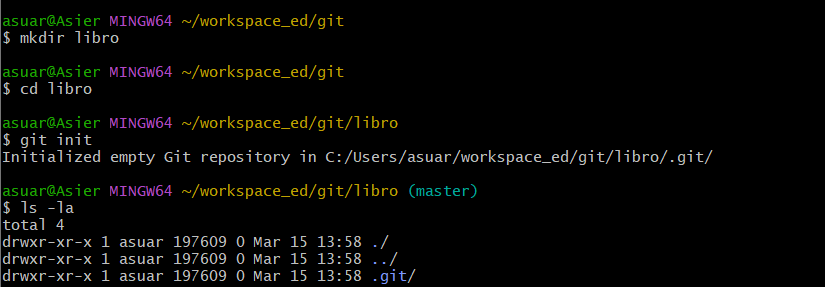 asuar@Asier MINGW64 ~/workspace_ed/git
$ mkdir libro
asuar@Asier MINGW64 ~/workspace_ed/git
$ cd libro
asuar@Asier MINGW64 ~/workspace_ed/git/libro
$ git init
Initialized empty Git repository in C:/Users/asuar/workspace_ed/git/libro/.git/
asuar@Asier MINGW64 ~/workspace_ed/git/libro (master)
$ ls -la
total 4
drwxr-xr-x 1 asuar 197609 0 Mar 15 13:58 ./
drwxr-xr-x 1 asuar 197609 0 Mar 15 13:58 ../
drwxr-xr-x 1 asuar 197609 0 Mar 15 13:58 .git/